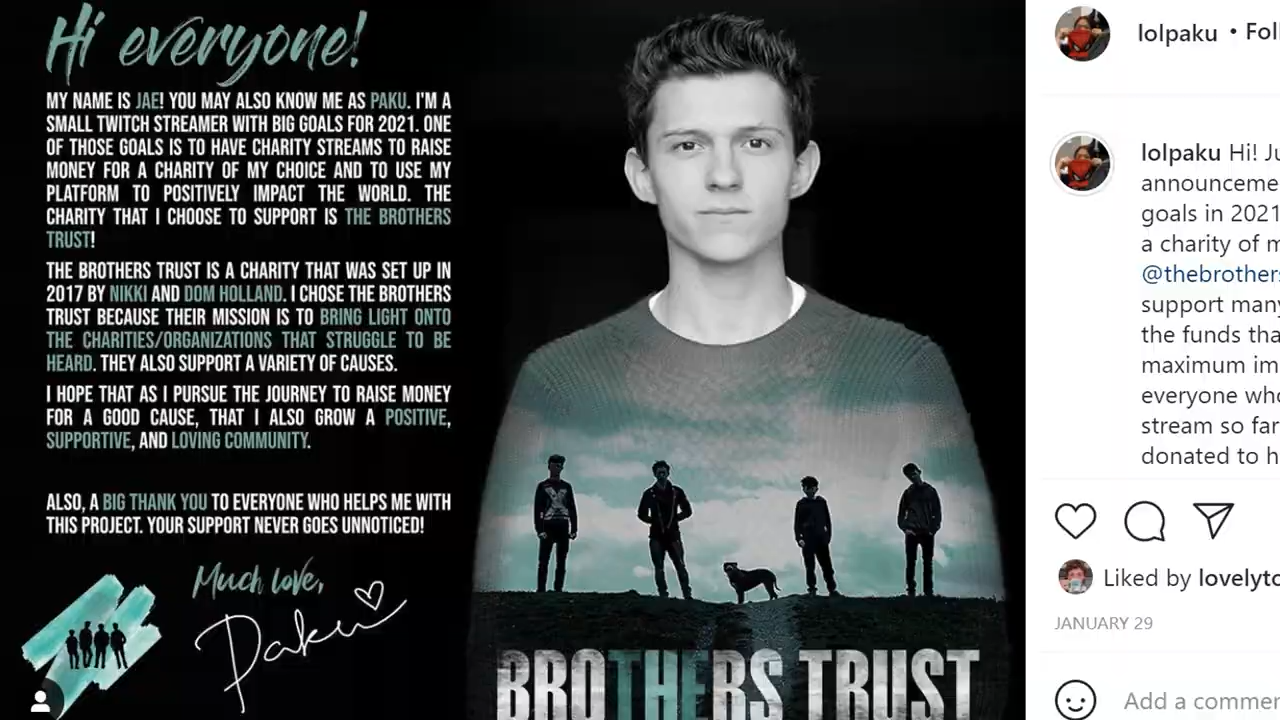 Hi everyone!
MY NAME IS JAE! YOU MAY ALSO KNOW ME AS PAKU. I'M A
SMALL TWITCH STREAMER WITH BIG GOALS FOR 2021. ONE
OF THOSE GOALS IS TO HAVE CHARITY STREAMS TO RAISE
MONEY FOR A CHARITY OF MY CHOICE AND TO USE MY
PLATFORM TO POSITIVELY IMPACT THE WORLD. THE
CHARITY THAT I CHOOSE TO SUPPORT IS THE BROTHERS
TRUST!
THE BROTHERS TRUST IS A CHARITY THAT WAS SET UP IN
2017 BY NIKKI AND DOM HOLLAND. I CHOSE THE BROTHERS
TRUST BECAUSE THEIR MISSION IS TO BRING LIGHT ONTO
THE CHARITIES/ORGANIZATIONS THAT STRUGGLE TO BE
HEARD. THEY ALSO SUPPORT A VARIETY OF CAUSES.
I HOPE THAT AS I PURSUE THE JOURNEY TO RAISE MONEY
FOR A GOOD CAUSE, THAT I ALSO GROW A POSITIVE,
SUPPORTIVE, AND LOVING COMMUNITY.
ALSO, A BIG THANK YOU TO EVERYONE WHO HELPS ME WITH
THIS PROJECT. YOUR SUPPORT NEVER GOES UNNOTICED!
Much love,
Paku
BROTHERS TRUST
lolpaku • Fol
lolpaku Hi! Ju
announceme
goals in 2021
a charity of m
@thebrothers
support many
the funds tha
maximum im
everyone who
stream so far
donated to h
Liked by lovelyto
JANUARY 29
Add a commen